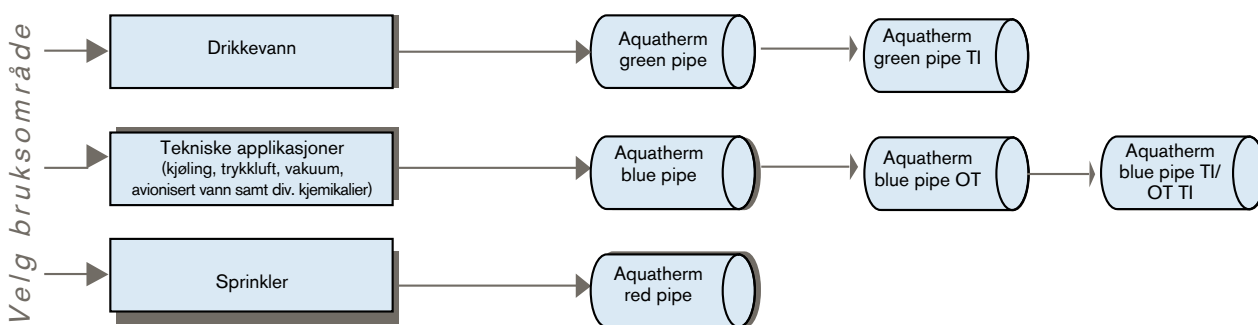 Velg bruksområde
Drikkevann
Aquatherm
green pipe
Aquatherm
green pipe TI
Tekniske applikasjoner
(kjøling, trykkluft, vakuum,
avionisert vann samt div. kjemikalier)
Aquatherm
blue pipe
Aquatherm
blue pipe OT
Aquatherm
blue pipe TI/
OT TI
Sprinkler
Aquatherm
red pipe